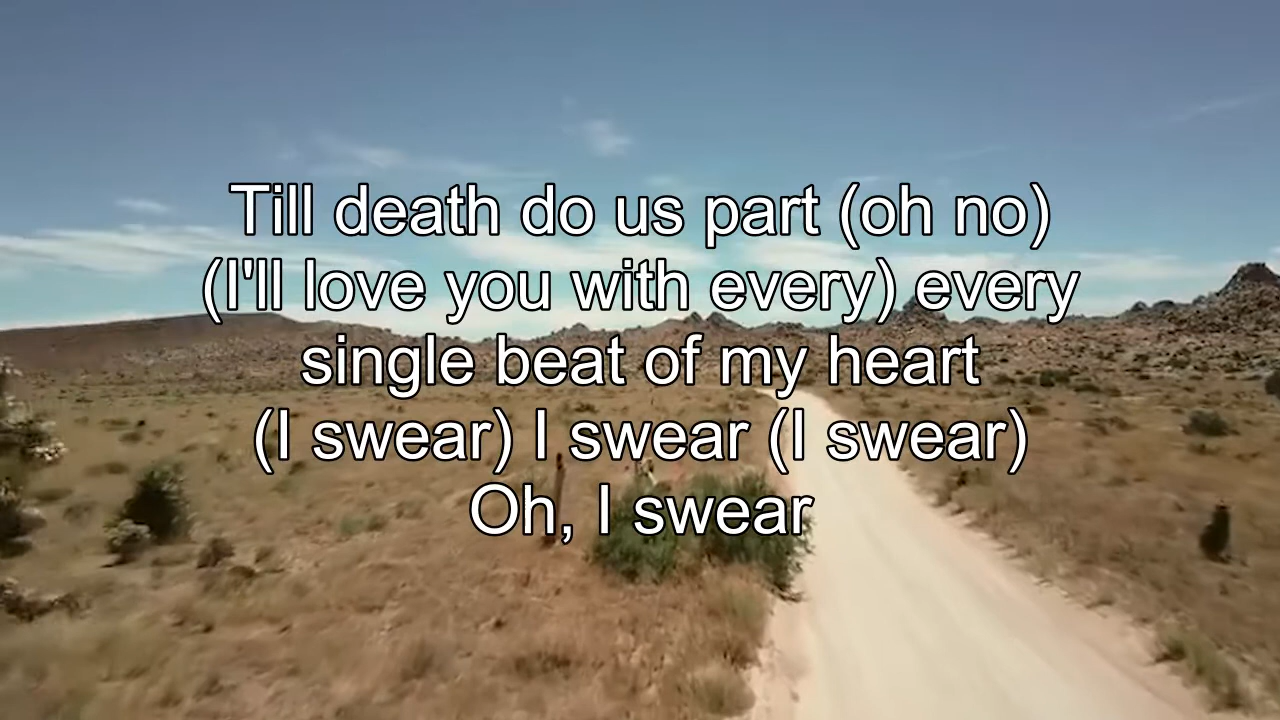 Till death do us part (oh no)
(I'll love you with every) every
single beat of my heart
(I swear) I swear (I swear)
Oh, I swear